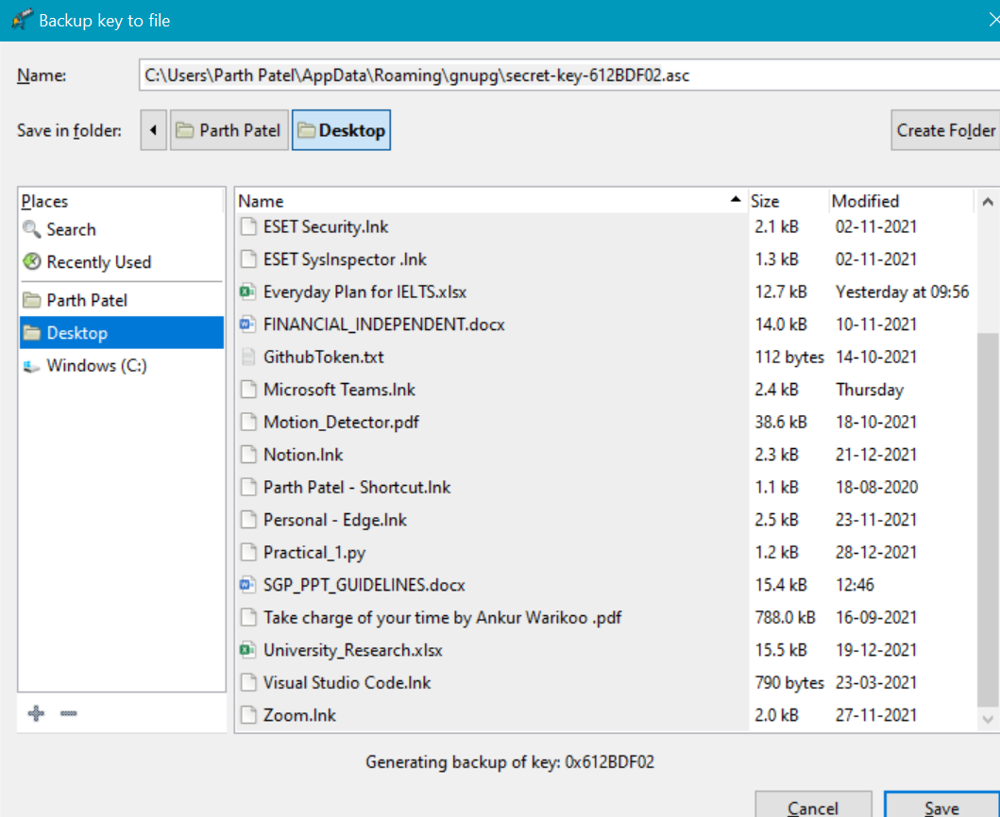 Backup key to file
Name: C:\Users\Parth Patel\AppData\Roaming\gnupg\secret-key-612BDF02.asc
Save in folder: Parth Patel Desktop Create Folder
Places Name Size Modified
Search ESET Security.lnk 2.1 kB 02-11-2021
Recently Used ESET SysInspector .lnk 1.3 kB 02-11-2021
Everyday Plan for IELTS.xlsx 12.7 kB Yesterday at 09:56
Parth Patel FINANCIAL_INDEPENDENT.docx 14.0 kB 10-11-2021
Desktop GithubToken.txt 112 bytes 14-10-2021
Windows (C:) Microsoft Teams.lnk 2.4 kB Thursday
Motion_Detector.pdf 38.6 kB 18-10-2021
Notion.lnk 2.3 kB 21-12-2021
Parth Patel - Shortcut.lnk 1.1 kB 18-08-2020
Personal - Edge.lnk 2.5 kB 23-11-2021
Practical_1.py 1.2 kB 28-12-2021
SGP_PPT_GUIDELINES.docx 15.4 kB 12:46
Take charge of your time by Ankur Warikoo .pdf 788.0 kB 16-09-2021
University_Research.xlsx 15.5 kB 19-12-2021
Visual Studio Code.lnk 790 bytes 23-03-2021
Zoom.lnk 2.0 kB 27-11-2021
Generating backup of key: 0x612BDF02
Cancel Save